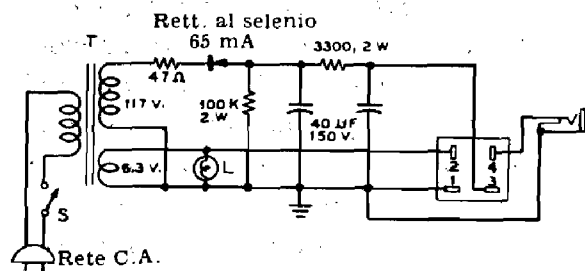 Rett. al selenio
65 mA
T
47Ω
3300, 2 W
117 V.
100 K
2 W
40 µF
150 V.
6.3 V.
L
2
4
1
3
S
Rete C.A.